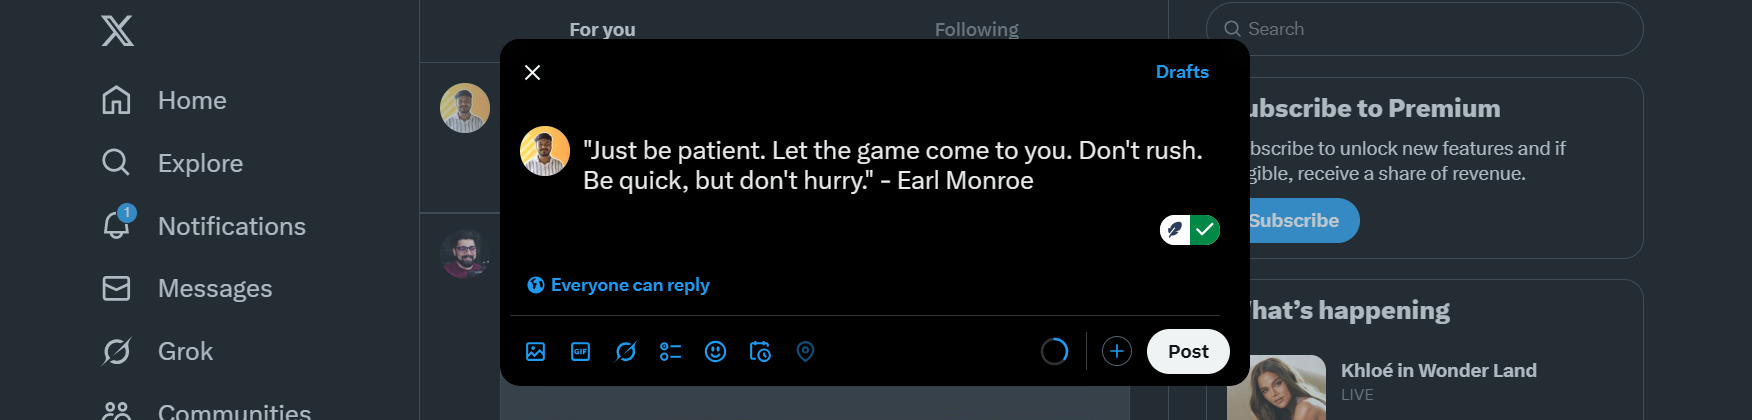 For you
Following
Search
Home
Explore
1
Notifications
Messages
Grok
Communities
Drafts
"Just be patient. Let the game come to you. Don't rush.
Be quick, but don't hurry." - Earl Monroe
Everyone can reply
GIF
Post
ubscribe to Premium
bscribe to unlock new features and if
gible, receive a share of revenue.
Subscribe
hat's happening
Khloé in Wonder Land
LIVE